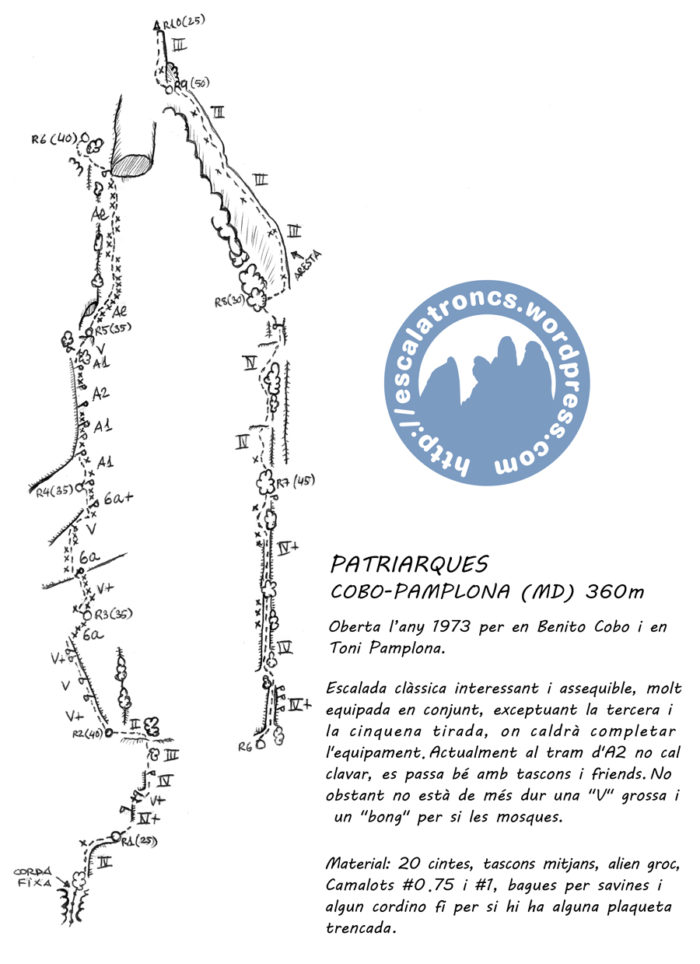 R10(25)
III
R9(50)
III
R6(40)
III
Ae
III
ARESTA
R8(30)
Ae
R5(35)
V
A1
IV
A2
A1
IV
A1
R7(45)
R4(35)
6a+
V
IV+
6a
V+
R3(35)
6a
V+
IV
V
IV+
V+
II
R2(40)
R6
III
IV
V+
IV+
R1(25)
IV
CORDA
FIXA
http://escalatroncs.wordpress.com
PATRIARQUES
COBO-PAMPLONA (MD) 360m
Oberta l'any 1973 per en Benito Cobo i en
Toni Pamplona.
Escalada clàssica interessant i assequible, molt
equipada en conjunt, exceptuant la tercera i
la cinquena tirada, on caldrà completar
l'equipament. Actualment al tram d'A2 no cal
clavar, es passa bé amb tascons i friends. No
obstant no està de més dur una "V" grossa i
un "bong" per si les mosques.
Material: 20 cintes, tascons mitjans, alien groc,
Camalots #0.75 i #1, bagues per savines i
algun cordino fi per si hi ha alguna plaqueta
trencada.